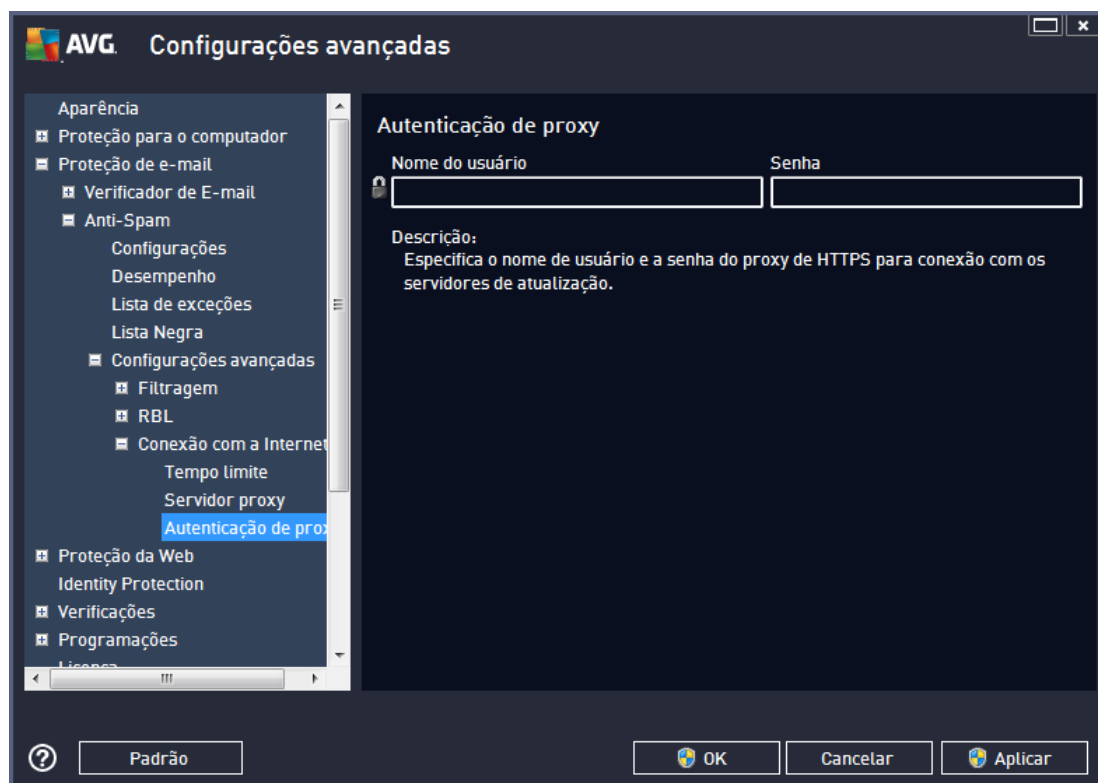 AVG. Configurações avançadas
Aparência
Proteção para o computador
Proteção de e-mail
Verificador de E-mail
Anti-Spam
Configurações
Desempenho
Lista de exceções
Lista Negra
Configurações avançadas
Filtragem
RBL
Conexão com a Internet
Tempo limite
Servidor proxy
Autenticação de prox
Proteção da Web
Identity Protection
Verificações
Programações
Licença
Autenticação de proxy
Nome do usuário Senha
Descrição:
Especifica o nome de usuário e a senha do proxy de HTTPS para conexão com os
servidores de atualização.
Padrão OK Cancelar Aplicar